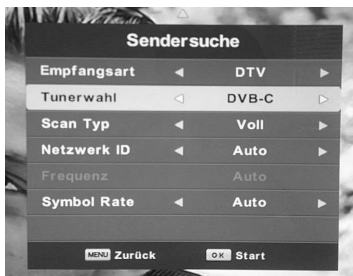 Sendersuche
Empfangsart DTV
Tunerwahl DVB-C
Scan Typ Voll
Netzwerk ID Auto
Frequenz Auto
Symbol Rate Auto
MENU Zurück OK Start